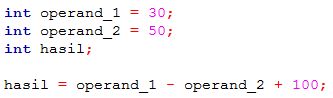 int operand_1 = 30;
int operand_2 = 50;
int hasil;
hasil = operand_1 - operand_2 + 100;